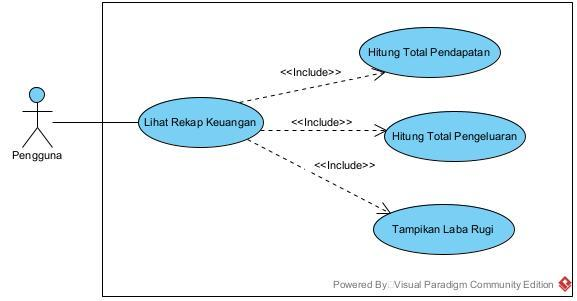 Hitung Total Pendapatan
<<Include>>
Lihat Rekap Keuangan
<<Include>>
Hitung Total Pengeluaran
Pengguna
<<Include>>
Tampikan Laba Rugi
Powered By: Visual Paradigm Community Edition